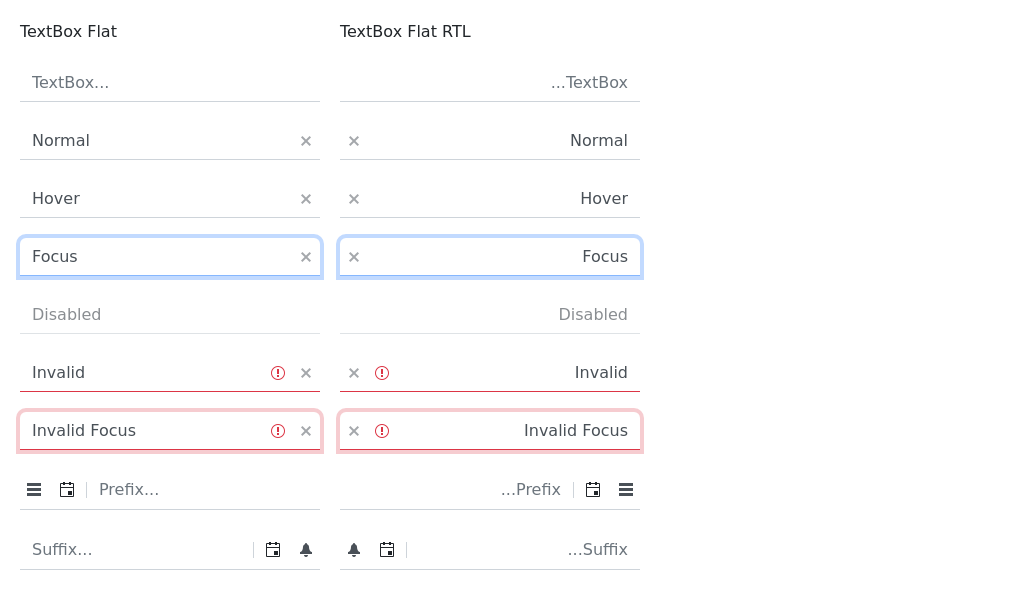 TextBox Flat
TextBox Flat RTL
TextBox...
...TextBox
Normal
Normal
Hover
Hover
Focus
Focus
Disabled
Disabled
Invalid
Invalid
Invalid Focus
Invalid Focus
Prefix...
...Prefix
Suffix...
...Suffix